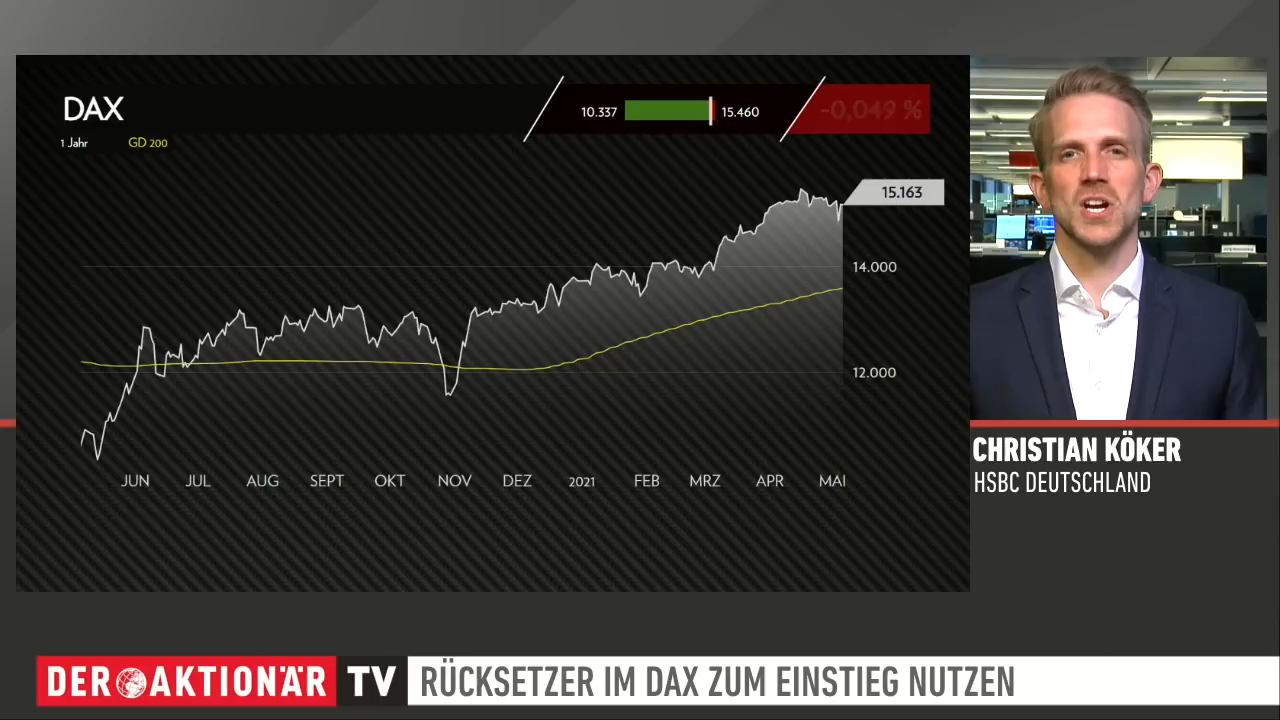 DAX
10.337
15.460
-0,049 %
1 Jahr
GD 200
15.163
14.000
12.000
JUN JUL AUG SEPT OKT NOV DEZ 2021 FEB MRZ APR MAI
CHRISTIAN KÖKER
HSBC DEUTSCHLAND
DER AKTIONÄR TV
RÜCKSETZER IM DAX ZUM EINSTIEG NUTZEN